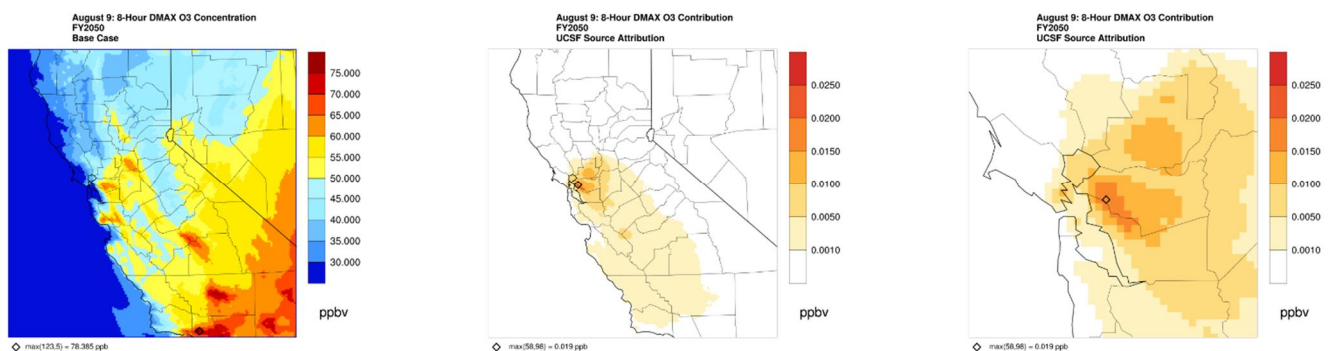 August 9: 8-Hour DMAX O3 Concentration
FY2050
Base Case
75.000
70.000
65.000
60.000
55.000
50.000
45.000
40.000
35.000
30.000
ppbv
max(123,5) = 78.385 ppb
August 9: 8-Hour DMAX O3 Contribution
FY2050
UCSF Source Attribution
0.0250
0.0200
0.0150
0.0100
0.0050
0.0010
ppbv
max(58,98) = 0.019 ppb
August 9: 8-Hour DMAX O3 Contribution
FY2050
UCSF Source Attribution
0.0250
0.0200
0.0150
0.0100
0.0050
0.0010
ppbv
max(58,98) = 0.019 ppb